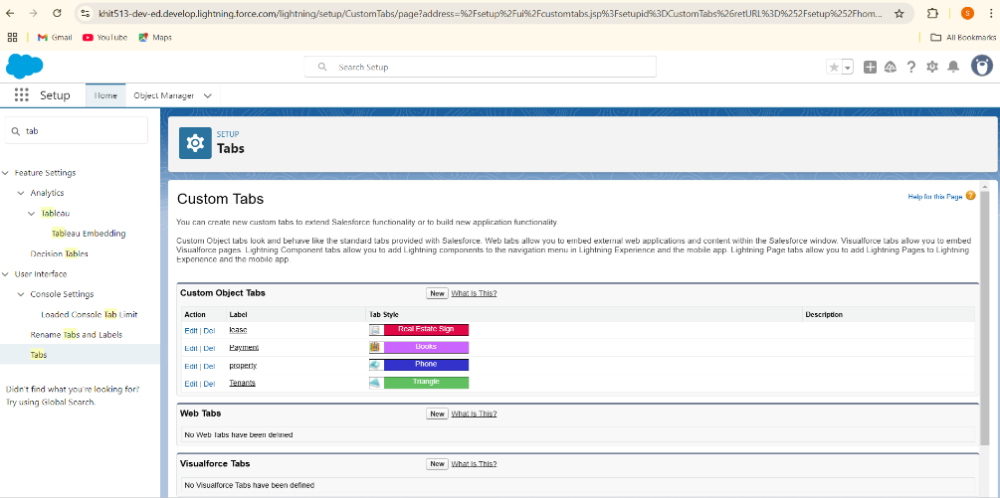 khit513-dev-ed.develop.lightning.force.com/lightning/setup/CustomTabs/page?address=%2Fsetup%2Fui%2Fcustomtabs.jsp%3Fsetupid%3DCustomTabs%26retURL%3D%252Fsetup%252Fhom...
S
Gmail
YouTube
Maps
All Bookmarks
Search Setup
Setup
Home
Object Manager
tab
SETUP
Tabs
Feature Settings
Analytics
Tableau
Tableau Embedding
Decision Tables
User Interface
Console Settings
Loaded Console Tab Limit
Rename Tabs and Labels
Tabs
Didn't find what you're looking for?
Try using Global Search.
Custom Tabs
Help for this Page
You can create new custom tabs to extend Salesforce functionality or to build new application functionality.
Custom Object tabs look and behave like the standard tabs provided with Salesforce. Web tabs allow you to embed external web applications and content within the Salesforce window. Visualforce tabs allow you to embed
Visualforce pages. Lightning Component tabs allow you to add Lightning components to the navigation menu in Lightning Experience and the mobile app. Lightning Page tabs allow you to add Lightning Pages to Lightning
Experience and the mobile app.
Custom Object Tabs New What Is This?
Action Label Tab Style Description
Edit | Del lease Real Estate Sign
Edit | Del Payment Books
Edit | Del property Phone
Edit | Del Tenants Triangle
Web Tabs New What Is This?
No Web Tabs have been defined
Visualforce Tabs New What Is This?
No Visualforce Tabs have been defined